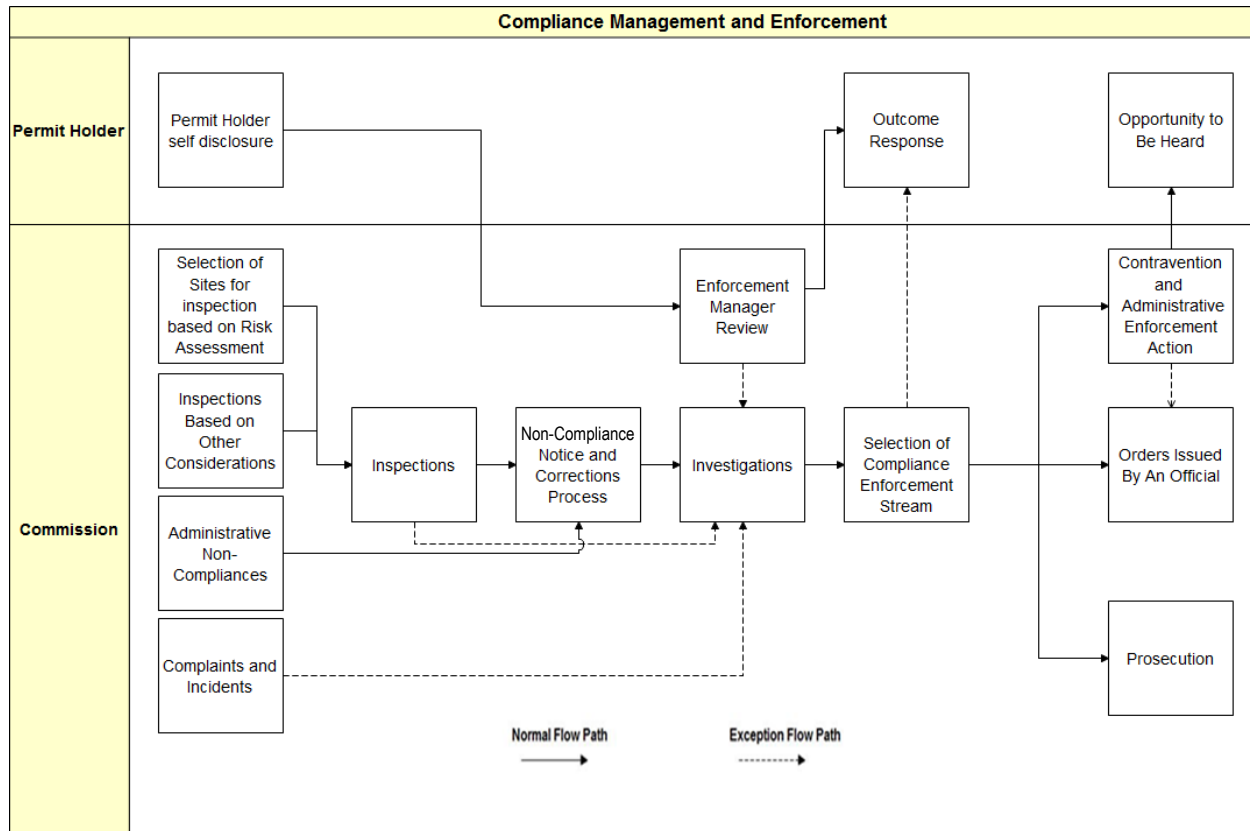 Compliance Management and Enforcement
Permit Holder
Permit Holder
self disclosure
Outcome
Response
Opportunity to
Be Heard
Commission
Selection of
Sites for
inspection
based on Risk
Assessment
Enforcement
Manager
Review
Contravention
and
Administrative
Enforcement
Action
Inspections
Based on
Other
Considerations
Inspections
Non-Compliance
Notice and
Corrections
Process
Investigations
Selection of
Compliance
Enforcement
Stream
Orders Issued
By An Official
Administrative
Non-
Compliances
Complaints and
Incidents
Prosecution
Normal Flow Path
Exception Flow Path